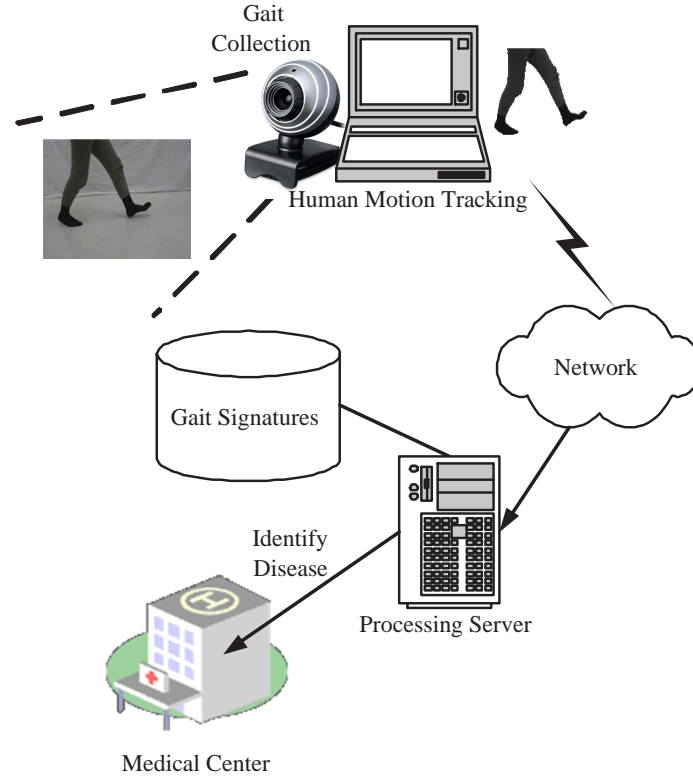 Gait
Collection
Human Motion Tracking
Network
Gait Signatures
Identify
Disease
H
Processing Server
Medical Center